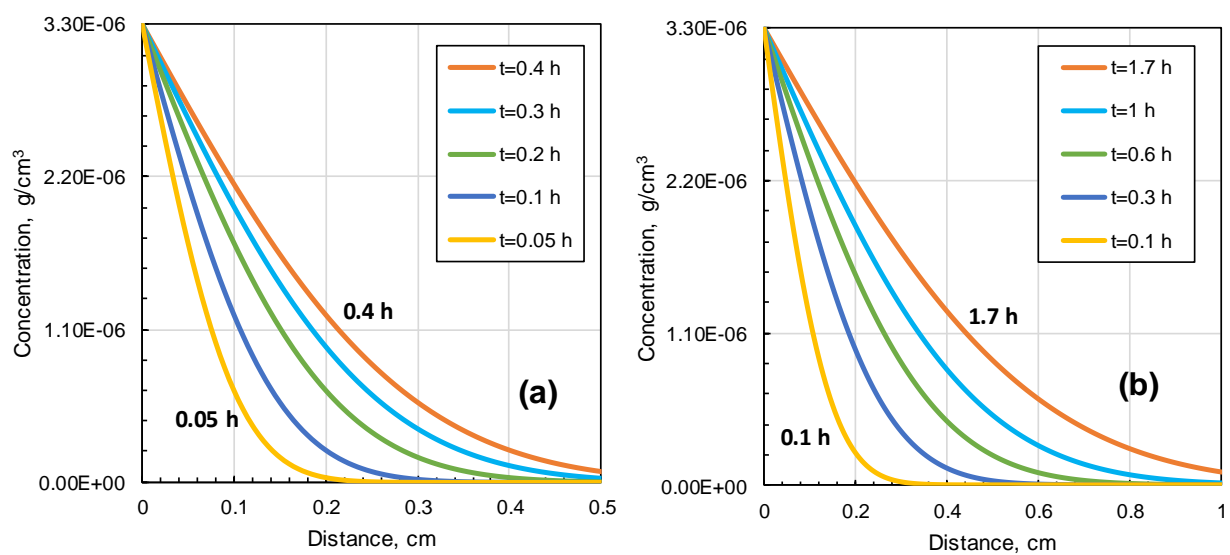 3.30E-06
2.20E-06
1.10E-06
0.00E+00
Concentration, g/cm³
t=0.4 h
t=0.3 h
t=0.2 h
t=0.1 h
t=0.05 h
0.4 h
0.05 h
(a)
0 0.1 0.2 0.3 0.4 0.5
Distance, cm
3.30E-06
2.20E-06
1.10E-06
0.00E+00
Concentration, g/cm³
t=1.7 h
t=1 h
t=0.6 h
t=0.3 h
t=0.1 h
1.7 h
0.1 h
(b)
0 0.2 0.4 0.6 0.8 1
Distance, cm